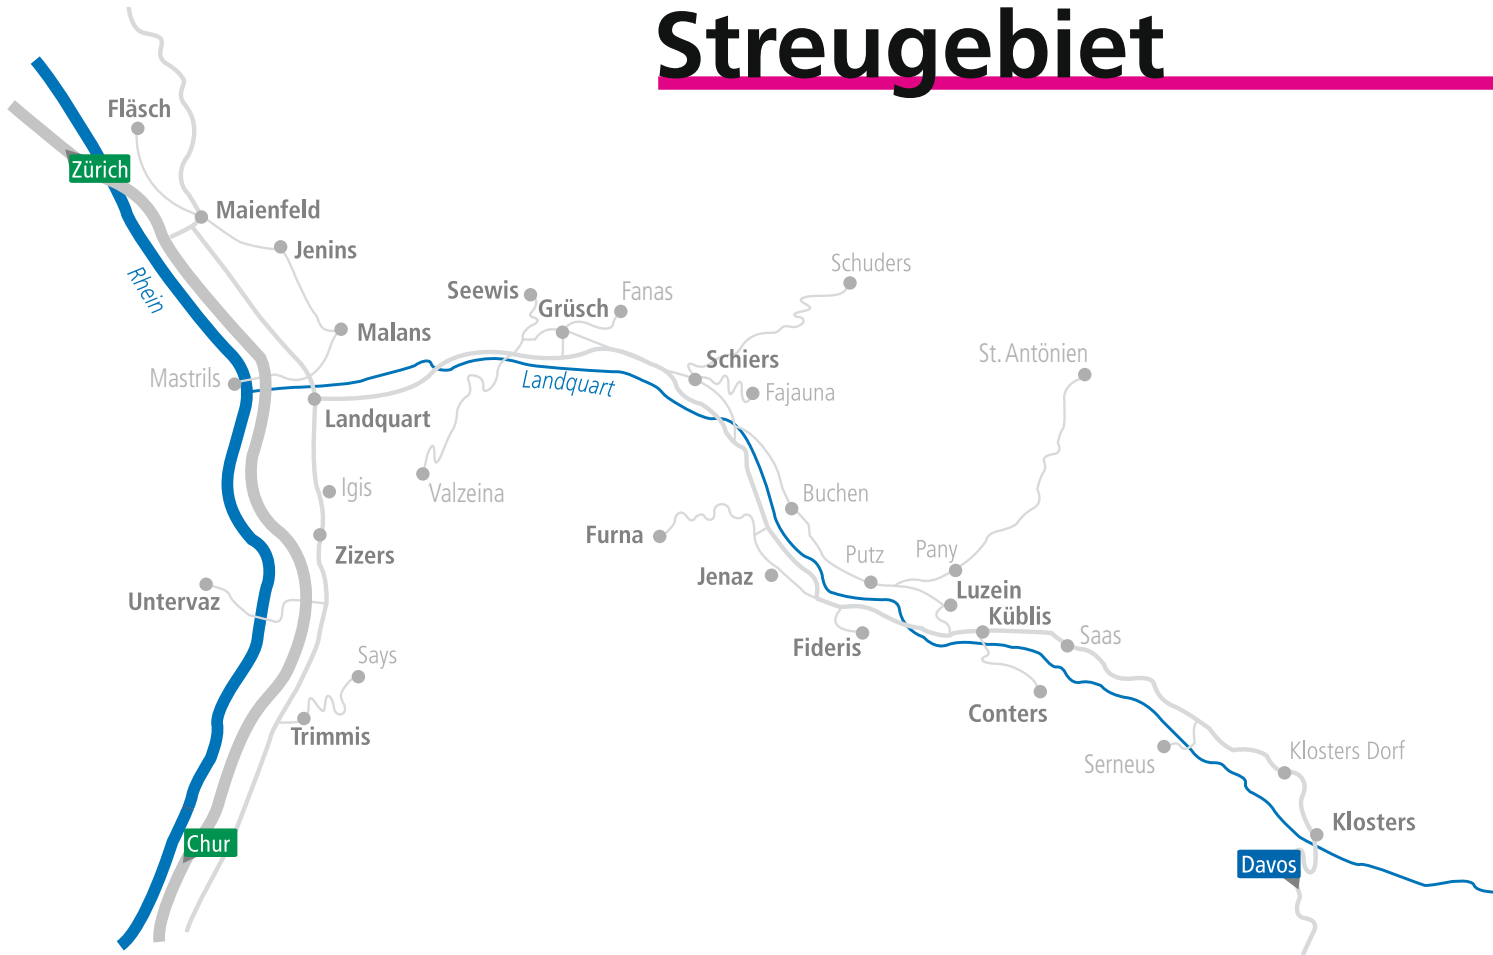 Streugebiet
Fläsch
Zürich
Maienfeld
Jenins
Rhein
Schuders
Seewis
Fanas
Grüsch
Malans
Schiers
St. Antönien
Mastrils
Landquart
Fajauna
Landquart
Igis
Valzeina
Buchen
Furna
Zizers
Putz
Pany
Jenaz
Luzein
Untervaz
Küblis
Saas
Fideris
Says
Conters
Trimmis
Serneus
Klosters Dorf
Klosters
Chur
Davos